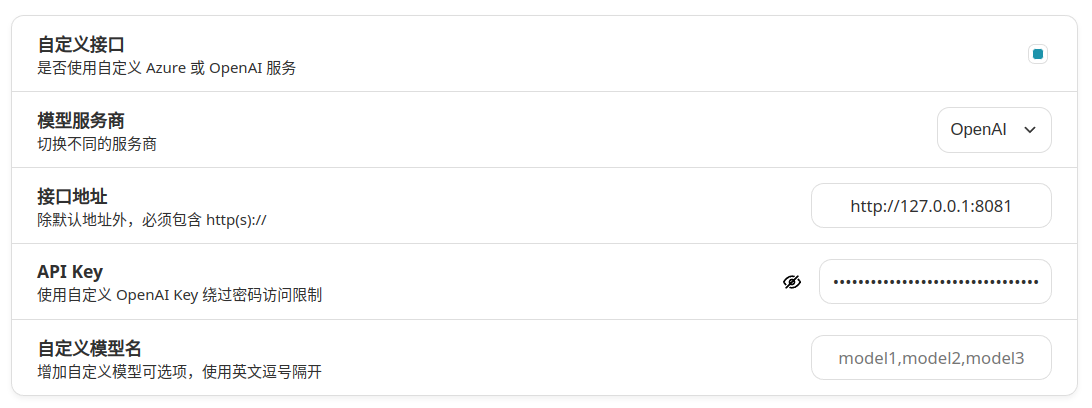 自定义接口
是否使用自定义 Azure 或 OpenAI 服务
模型服务商
切换不同的服务商
OpenAI
接口地址
除默认地址外，必须包含 http(s)://
http://127.0.0.1:8081
API Key
使用自定义 OpenAI Key 绕过密码访问限制
•••••••••••••••••••••••••••••••••
自定义模型名
增加自定义模型可选项，使用英文逗号隔开
model1,model2,model3